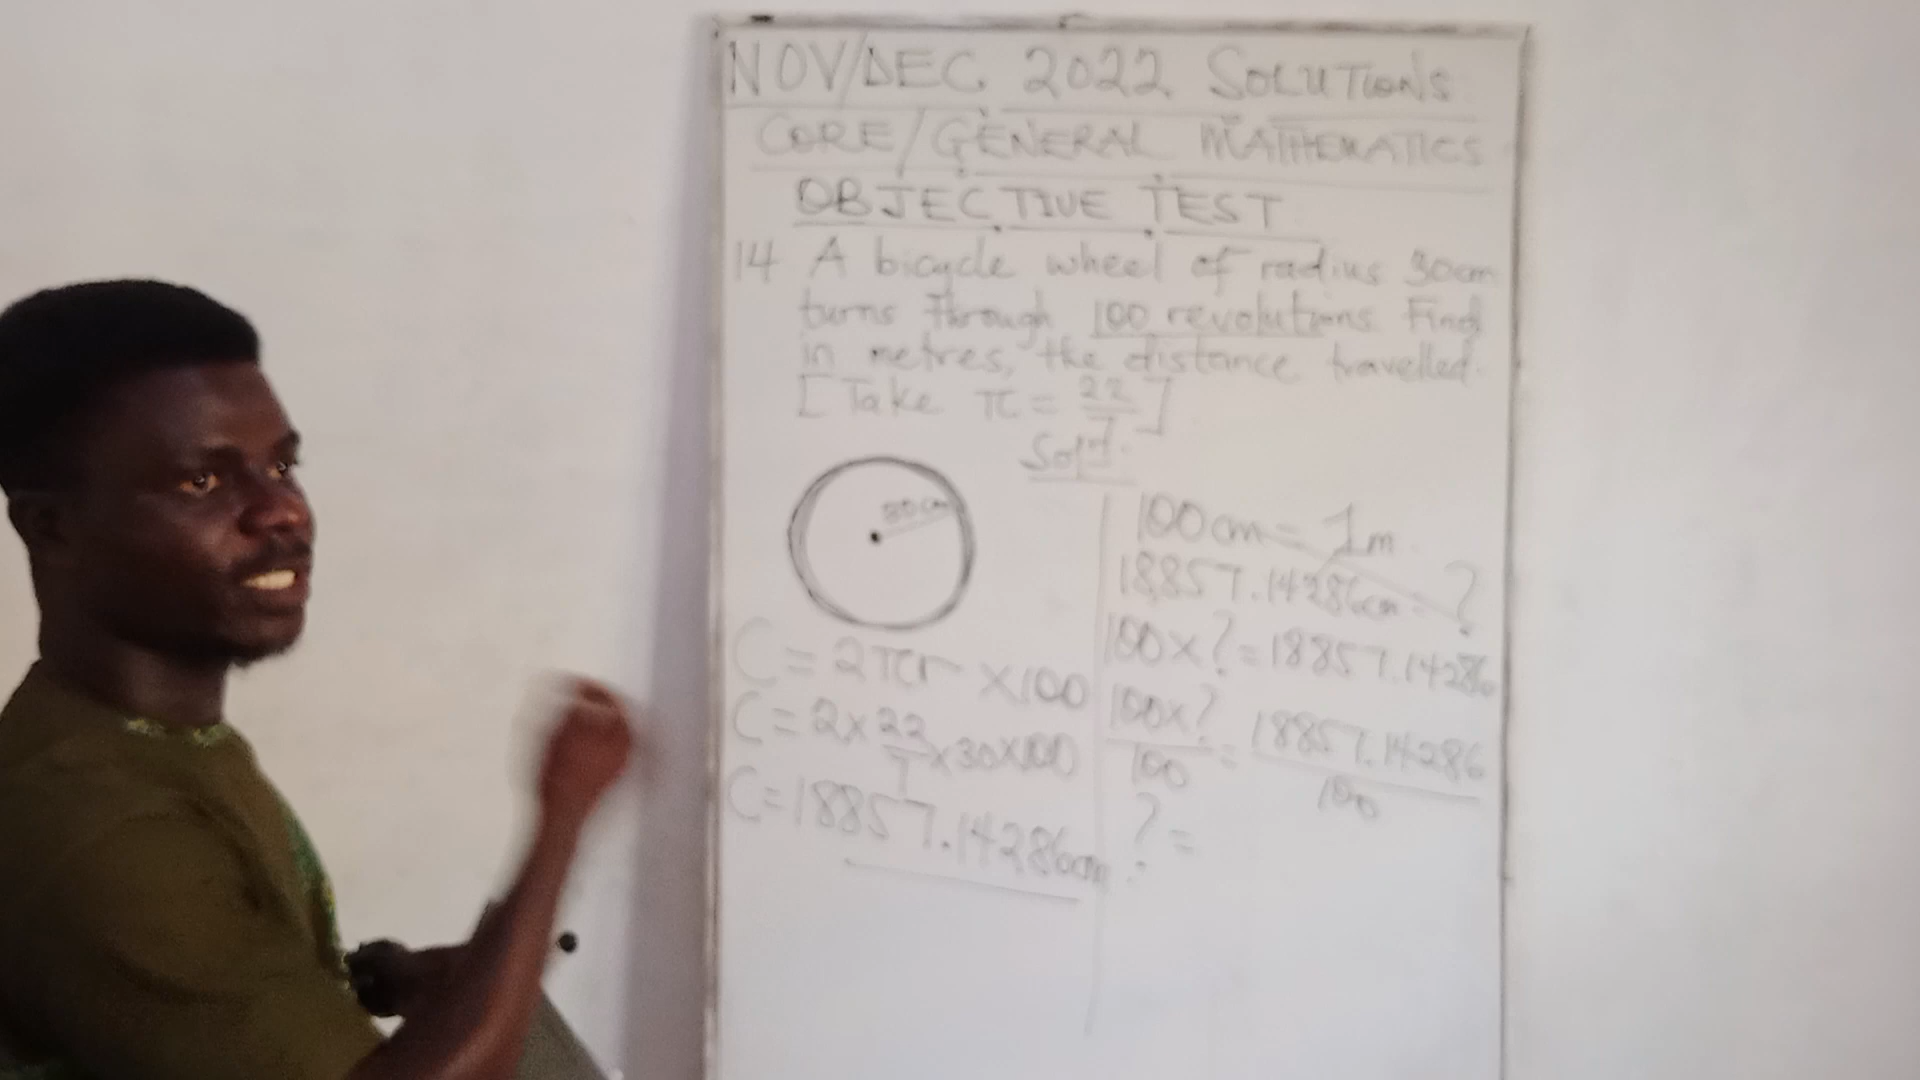 NOV/DEC. 2022 SOLUTIONS
CORE/GENERAL MATHEMATICS
OBJECTIVE TEST
14 A bicycle wheel of radius 30cm
turns through 100 revolutions. Find,
in metres, the distance travelled.
[Take π = 22/7]
Soln.
30cm
C = 2πr × 100
C = 2 × 22/7 × 30 × 100
C = 18857.14286cm
100cm = 1m
18857.14286cm = ?
100 × ? = 18857.14286
100 × ?/100 = 18857.14286/100
? =